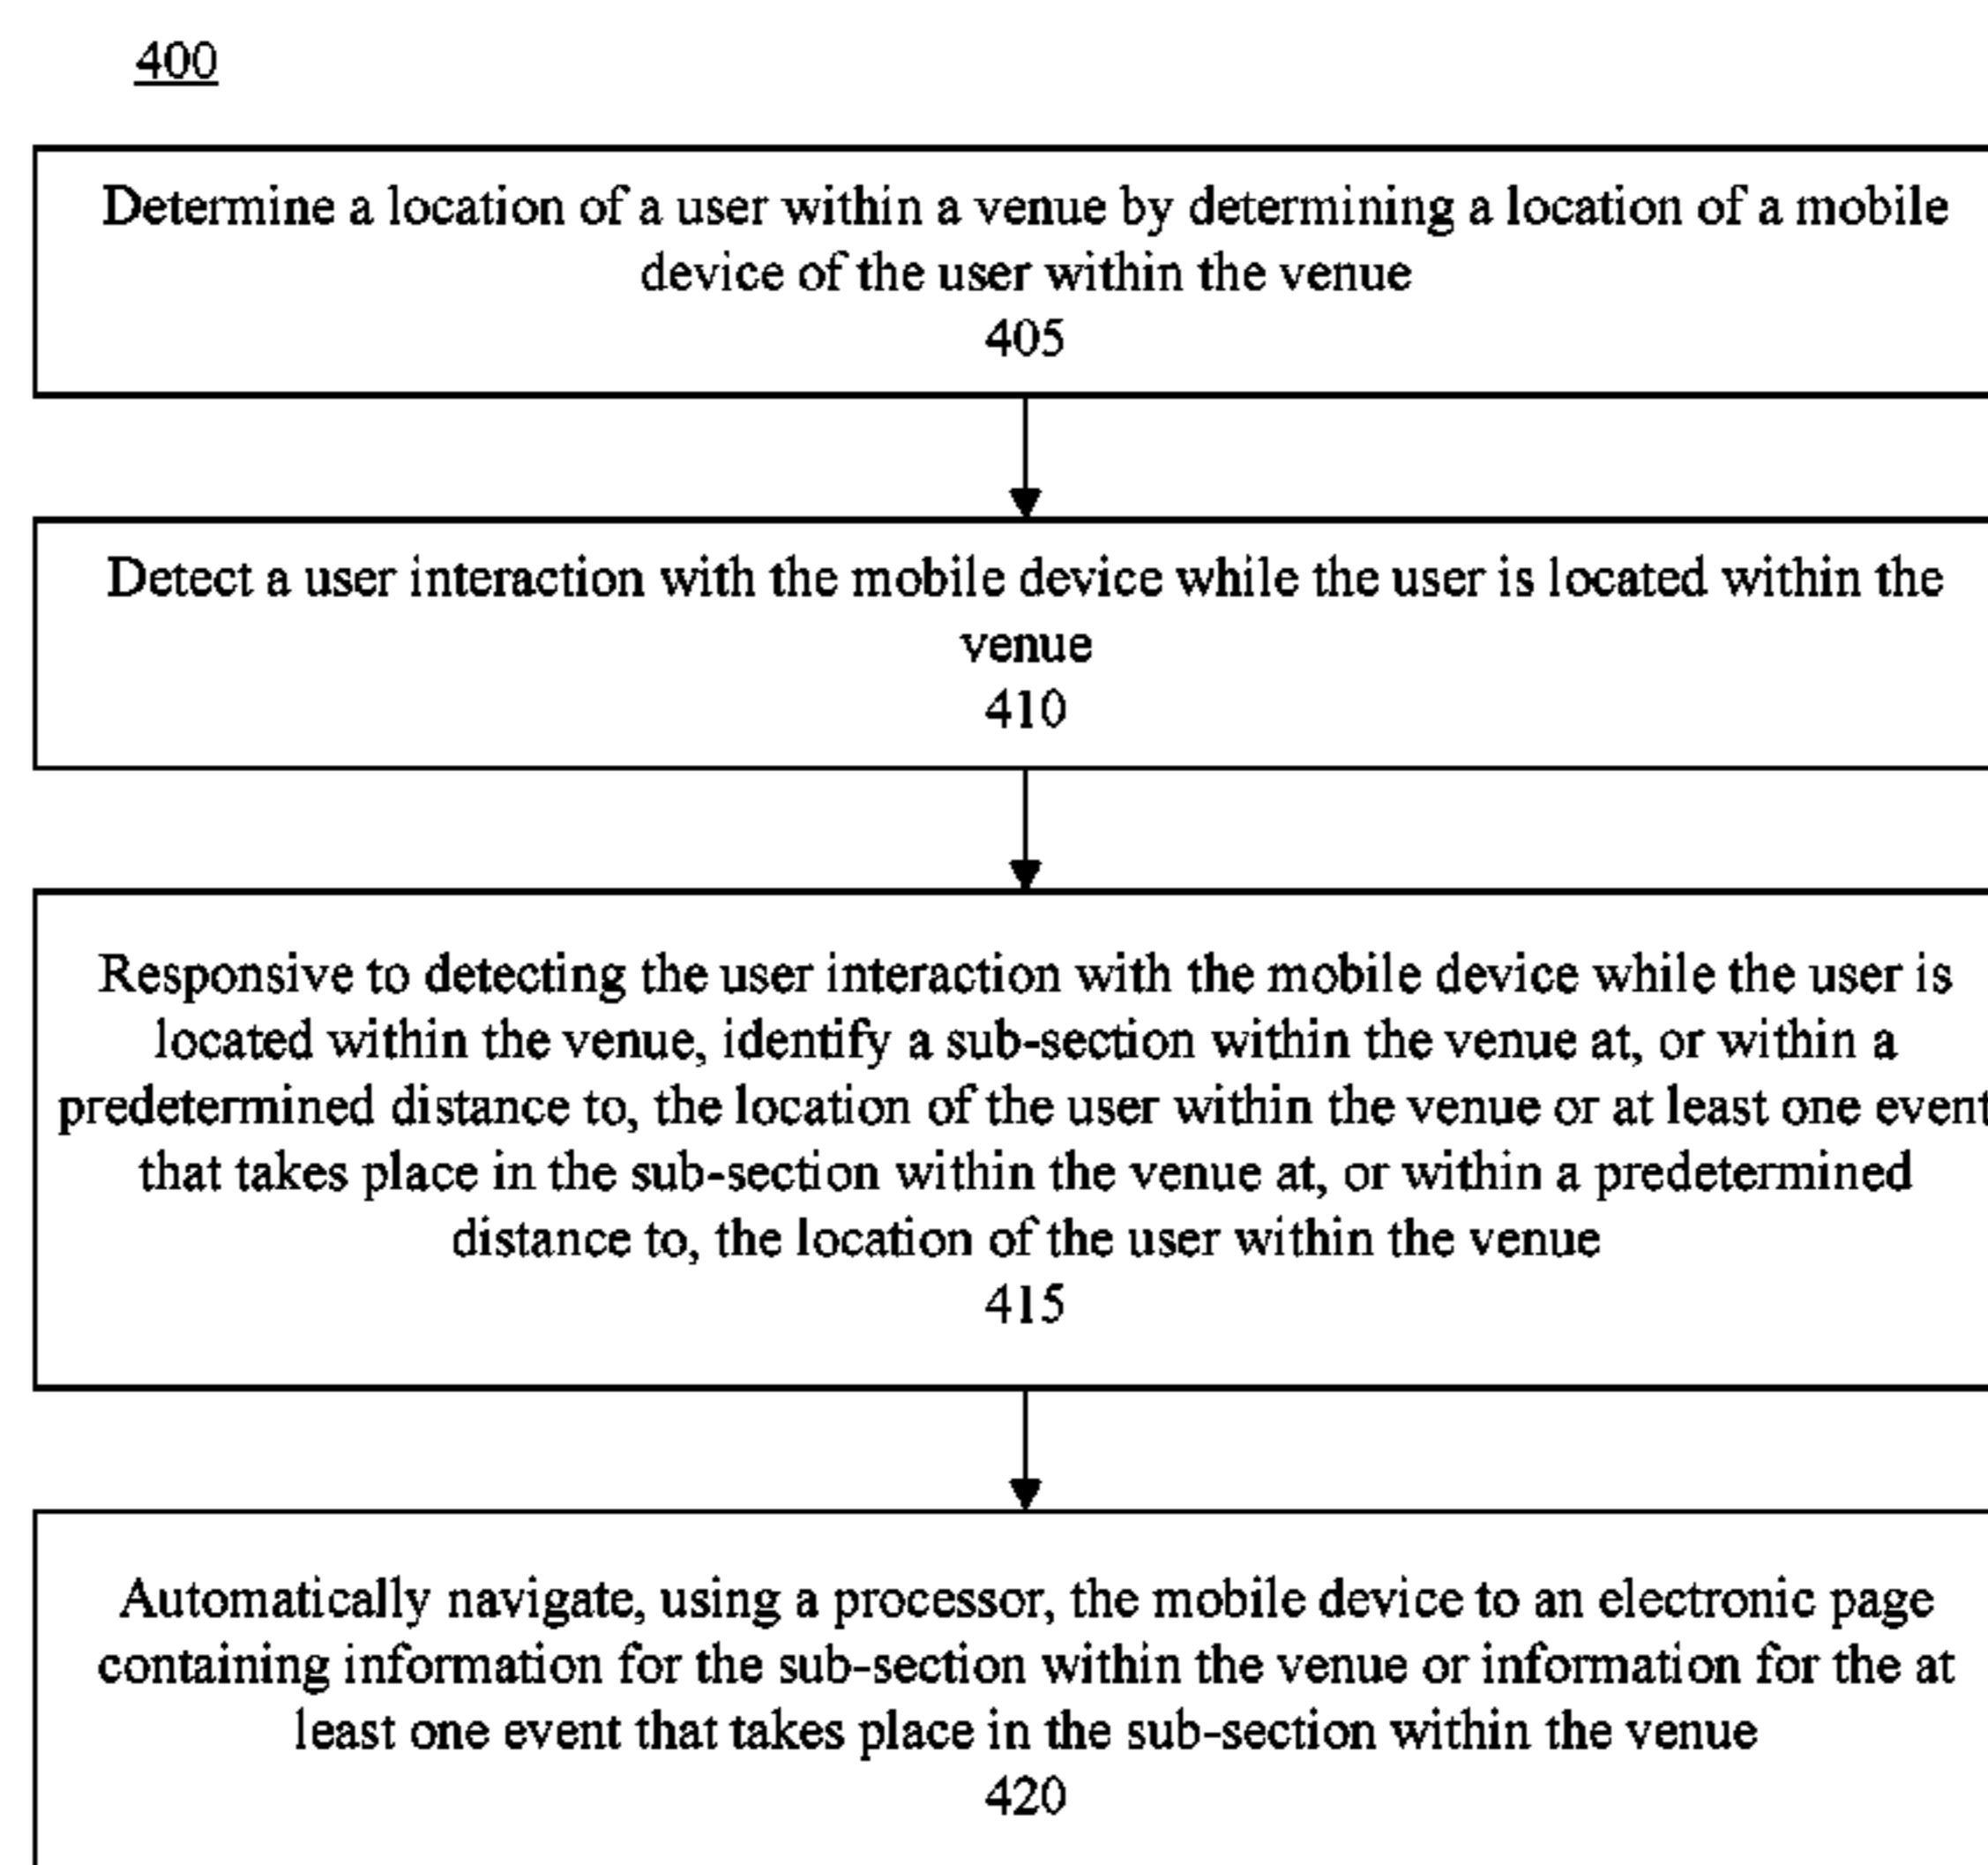 400
Determine a location of a user within a venue by determining a location of a mobile
device of the user within the venue
405
Detect a user interaction with the mobile device while the user is located within the
venue
410
Responsive to detecting the user interaction with the mobile device while the user is
located within the venue, identify a sub-section within the venue at, or within a
predetermined distance to, the location of the user within the venue or at least one event
that takes place in the sub-section within the venue at, or within a predetermined
distance to, the location of the user within the venue
415
Automatically navigate, using a processor, the mobile device to an electronic page
containing information for the sub-section within the venue or information for the at
least one event that takes place in the sub-section within the venue
420